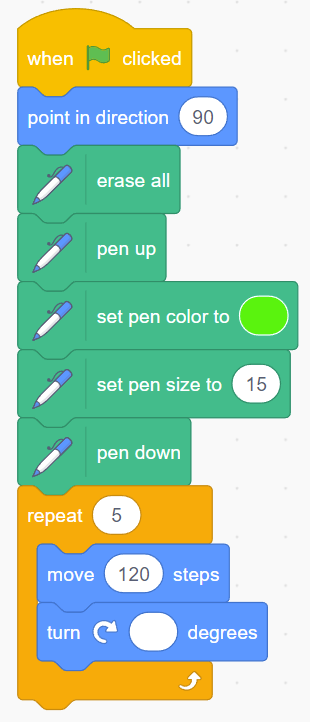 when clicked
point in direction 90
erase all
pen up
set pen color to
set pen size to 15
pen down
repeat 5
move 120 steps
turn degrees